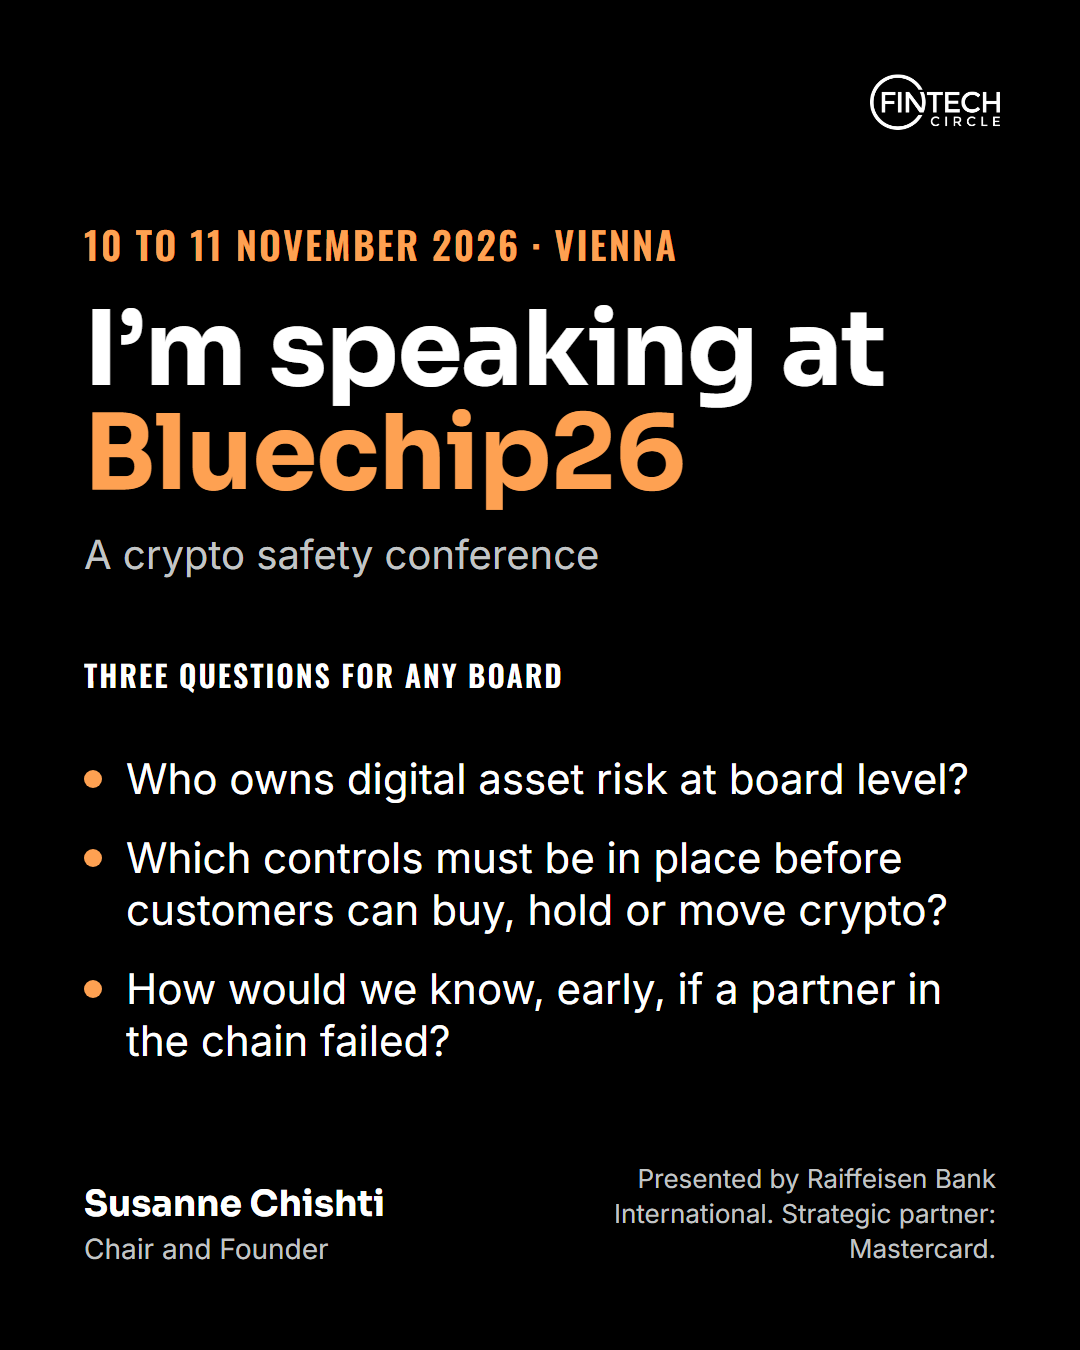 FINTECH
CIRCLE
10 TO 11 NOVEMBER 2026 · VIENNA
I’m speaking at
Bluechip26
A crypto safety conference
THREE QUESTIONS FOR ANY BOARD
Who owns digital asset risk at board level?
Which controls must be in place before
customers can buy, hold or move crypto?
How would we know, early, if a partner in
the chain failed?
Susanne Chishti
Chair and Founder
Presented by Raiffeisen Bank
International. Strategic partner:
Mastercard.